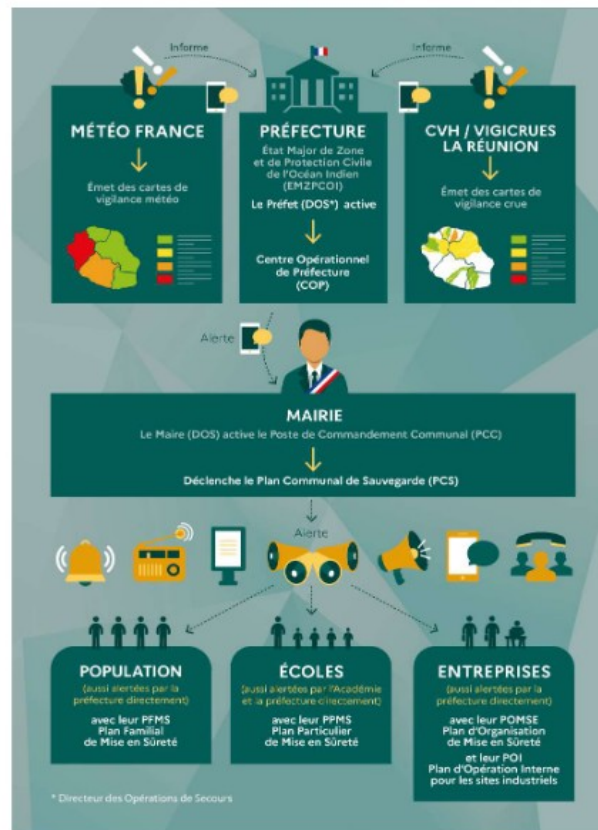 Informe
Informe
MÉTÉO FRANCE
Émet des cartes de
vigilance météo
PRÉFECTURE
État Major de Zone
et de Protection Civile
de l'Océan Indien
(EMZPCOI)
Le Préfet (DOS*) active
Centre Opérationnel
de Préfecture
(COP)
CVH / VIGICRUES
LA RÉUNION
Émet des cartes de
vigilance crue
Alerte
MAIRIE
Le Maire (DOS) active le Poste de Commandement Communal (PCC)
Déclenche le Plan Communal de Sauvegarde (PCS)
Alerte
POPULATION
(aussi alertées par la
préfecture directement)
avec leur PFMS
Plan Familial
de Mise en Sûreté
ÉCOLES
(aussi alertées par l'Académie
et la préfecture directement)
avec leur PPMS
Plan Particulier
de Mise en Sûreté
ENTREPRISES
(aussi alertées par la
préfecture directement)
avec leur POMSE
Plan d'Organisation
de Mise en Sûreté
et leur POI
Plan d'Opération Interne
pour les sites industriels
* Directeur des Opérations de Secours